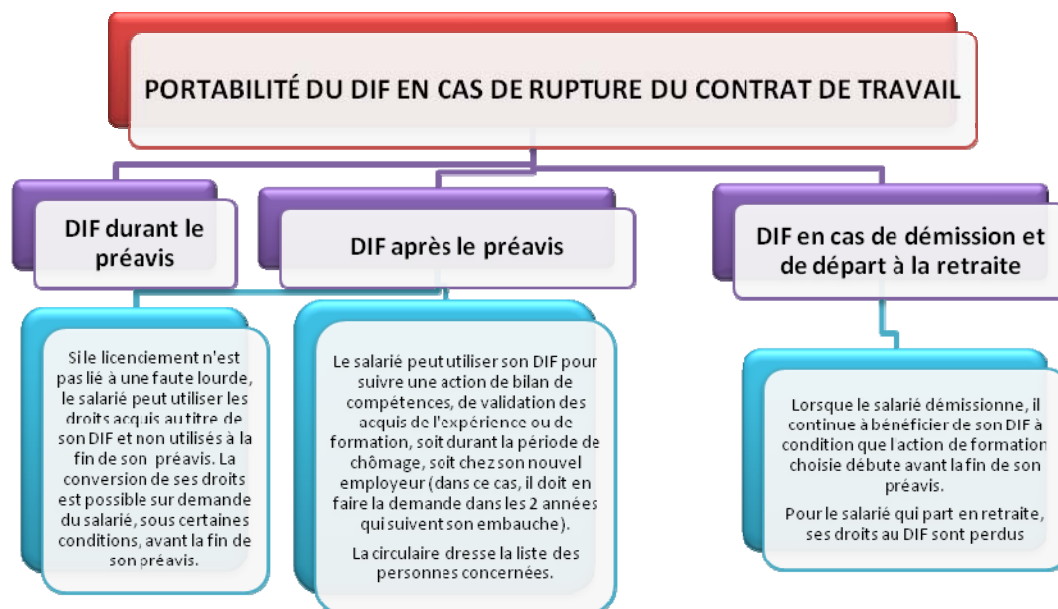 PORTABILITÉ DU DIF EN CAS DE RUPTURE DU CONTRAT DE TRAVAIL
DIF durant le
préavis
DIF après le préavis
DIF en cas de démission et
de départ à la retraite
Si le licenciement n'est
pas lié à une faute lourde,
le salarié peut utiliser les
droits acquis au titre de
son DIF et non utilisés à la
fin de son préavis. La
conversion de ses droits
est possible sur demande
du salarié, sous certaines
conditions, avant la fin de
son préavis.
Le salarié peut utiliser son DIF pour
suivre une action de bilan de
compétences, de validation des
acquis de l'expérience ou de
formation, soit durant la période de
chômage, soit chez son nouvel
employeur (dans ce cas, il doit en
faire la demande dans les 2 années
qui suivent son embauche).
La circulaire dresse la liste des
personnes concernées.
Lorsque le salarié démissionne, il
continue à bénéficier de son DIF à
condition que l'action de formation
choisie débute avant la fin de son
préavis.
Pour le salarié qui part en retraite,
ses droits au DIF sont perdus